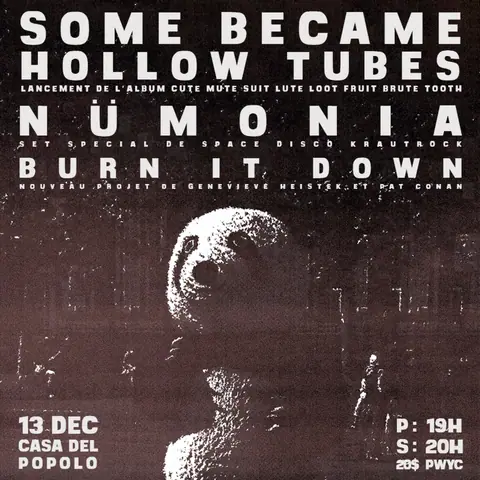 SOME BECAME
HOLLOW TUBES
LANCEMENT DE L'ALBUM CUTE MUTE SUIT LUTE LOOT FRUIT BRUTE TOOTH
NÜMONIA
SET SPECIAL DE SPACE DISCO KRAUTROCK
BURN IT DOWN
NOUVEAU PROJET DE GENEVIEVE HEISTEK ET PAT CONAN
13 DEC
CASA DEL
POPOLO
P: 19H
S: 20H
20$ PWYC